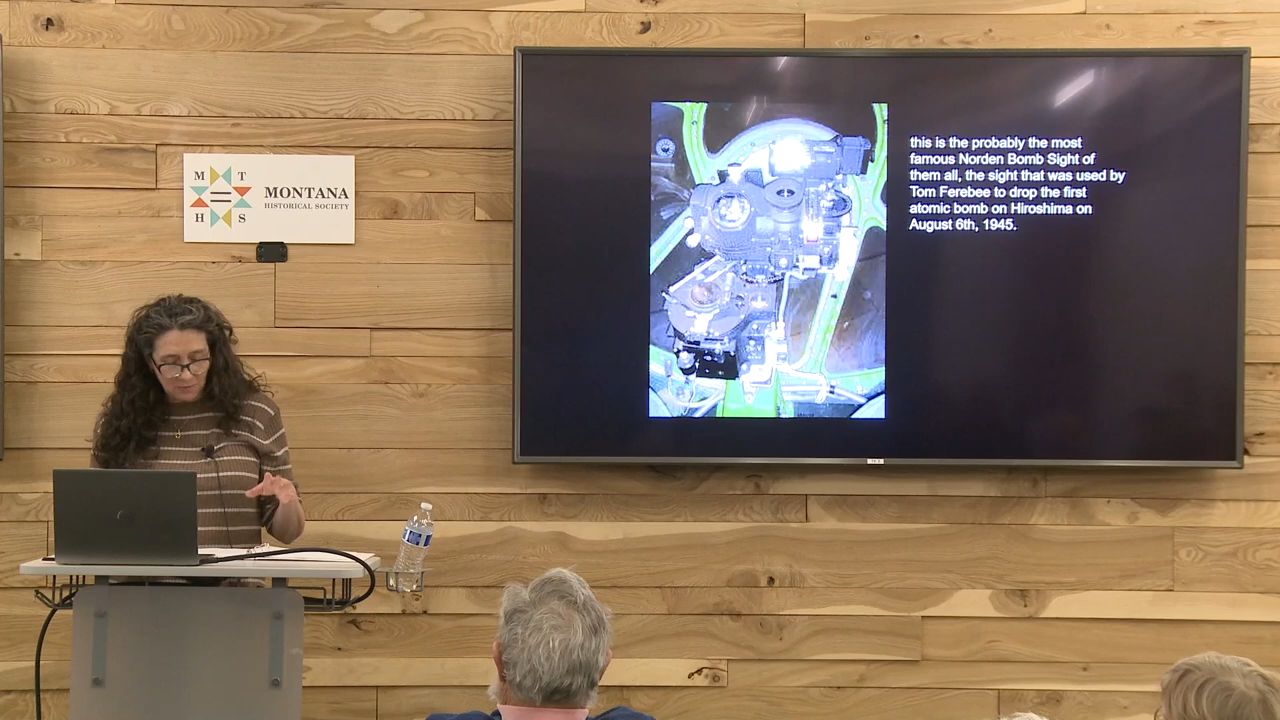 M T
H S
MONTANA
HISTORICAL SOCIETY
this is the probably the most
famous Norden Bomb Sight of
them all, the sight that was used by
Tom Ferebee to drop the first
atomic bomb on Hiroshima on
August 6th, 1945.